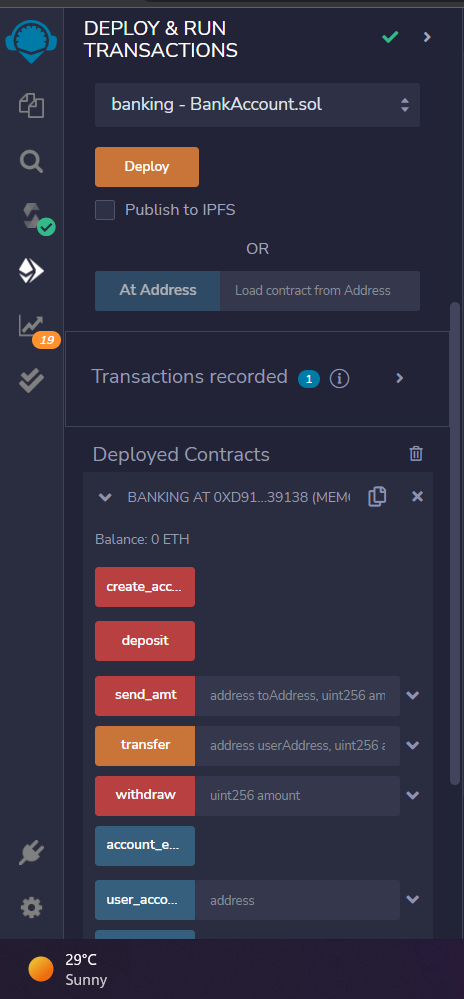 DEPLOY & RUN
TRANSACTIONS
banking - BankAccount.sol
Deploy
Publish to IPFS
OR
At Address
Load contract from Address
19
Transactions recorded 1 i
Deployed Contracts
BANKING AT 0XD91...39138 (MEMO
Balance: 0 ETH
create_acc...
deposit
send_amt
address toAddress, uint256 am
transfer
address userAddress, uint256 a
withdraw
uint256 amount
account_e...
user_acco...
address
29°C
Sunny